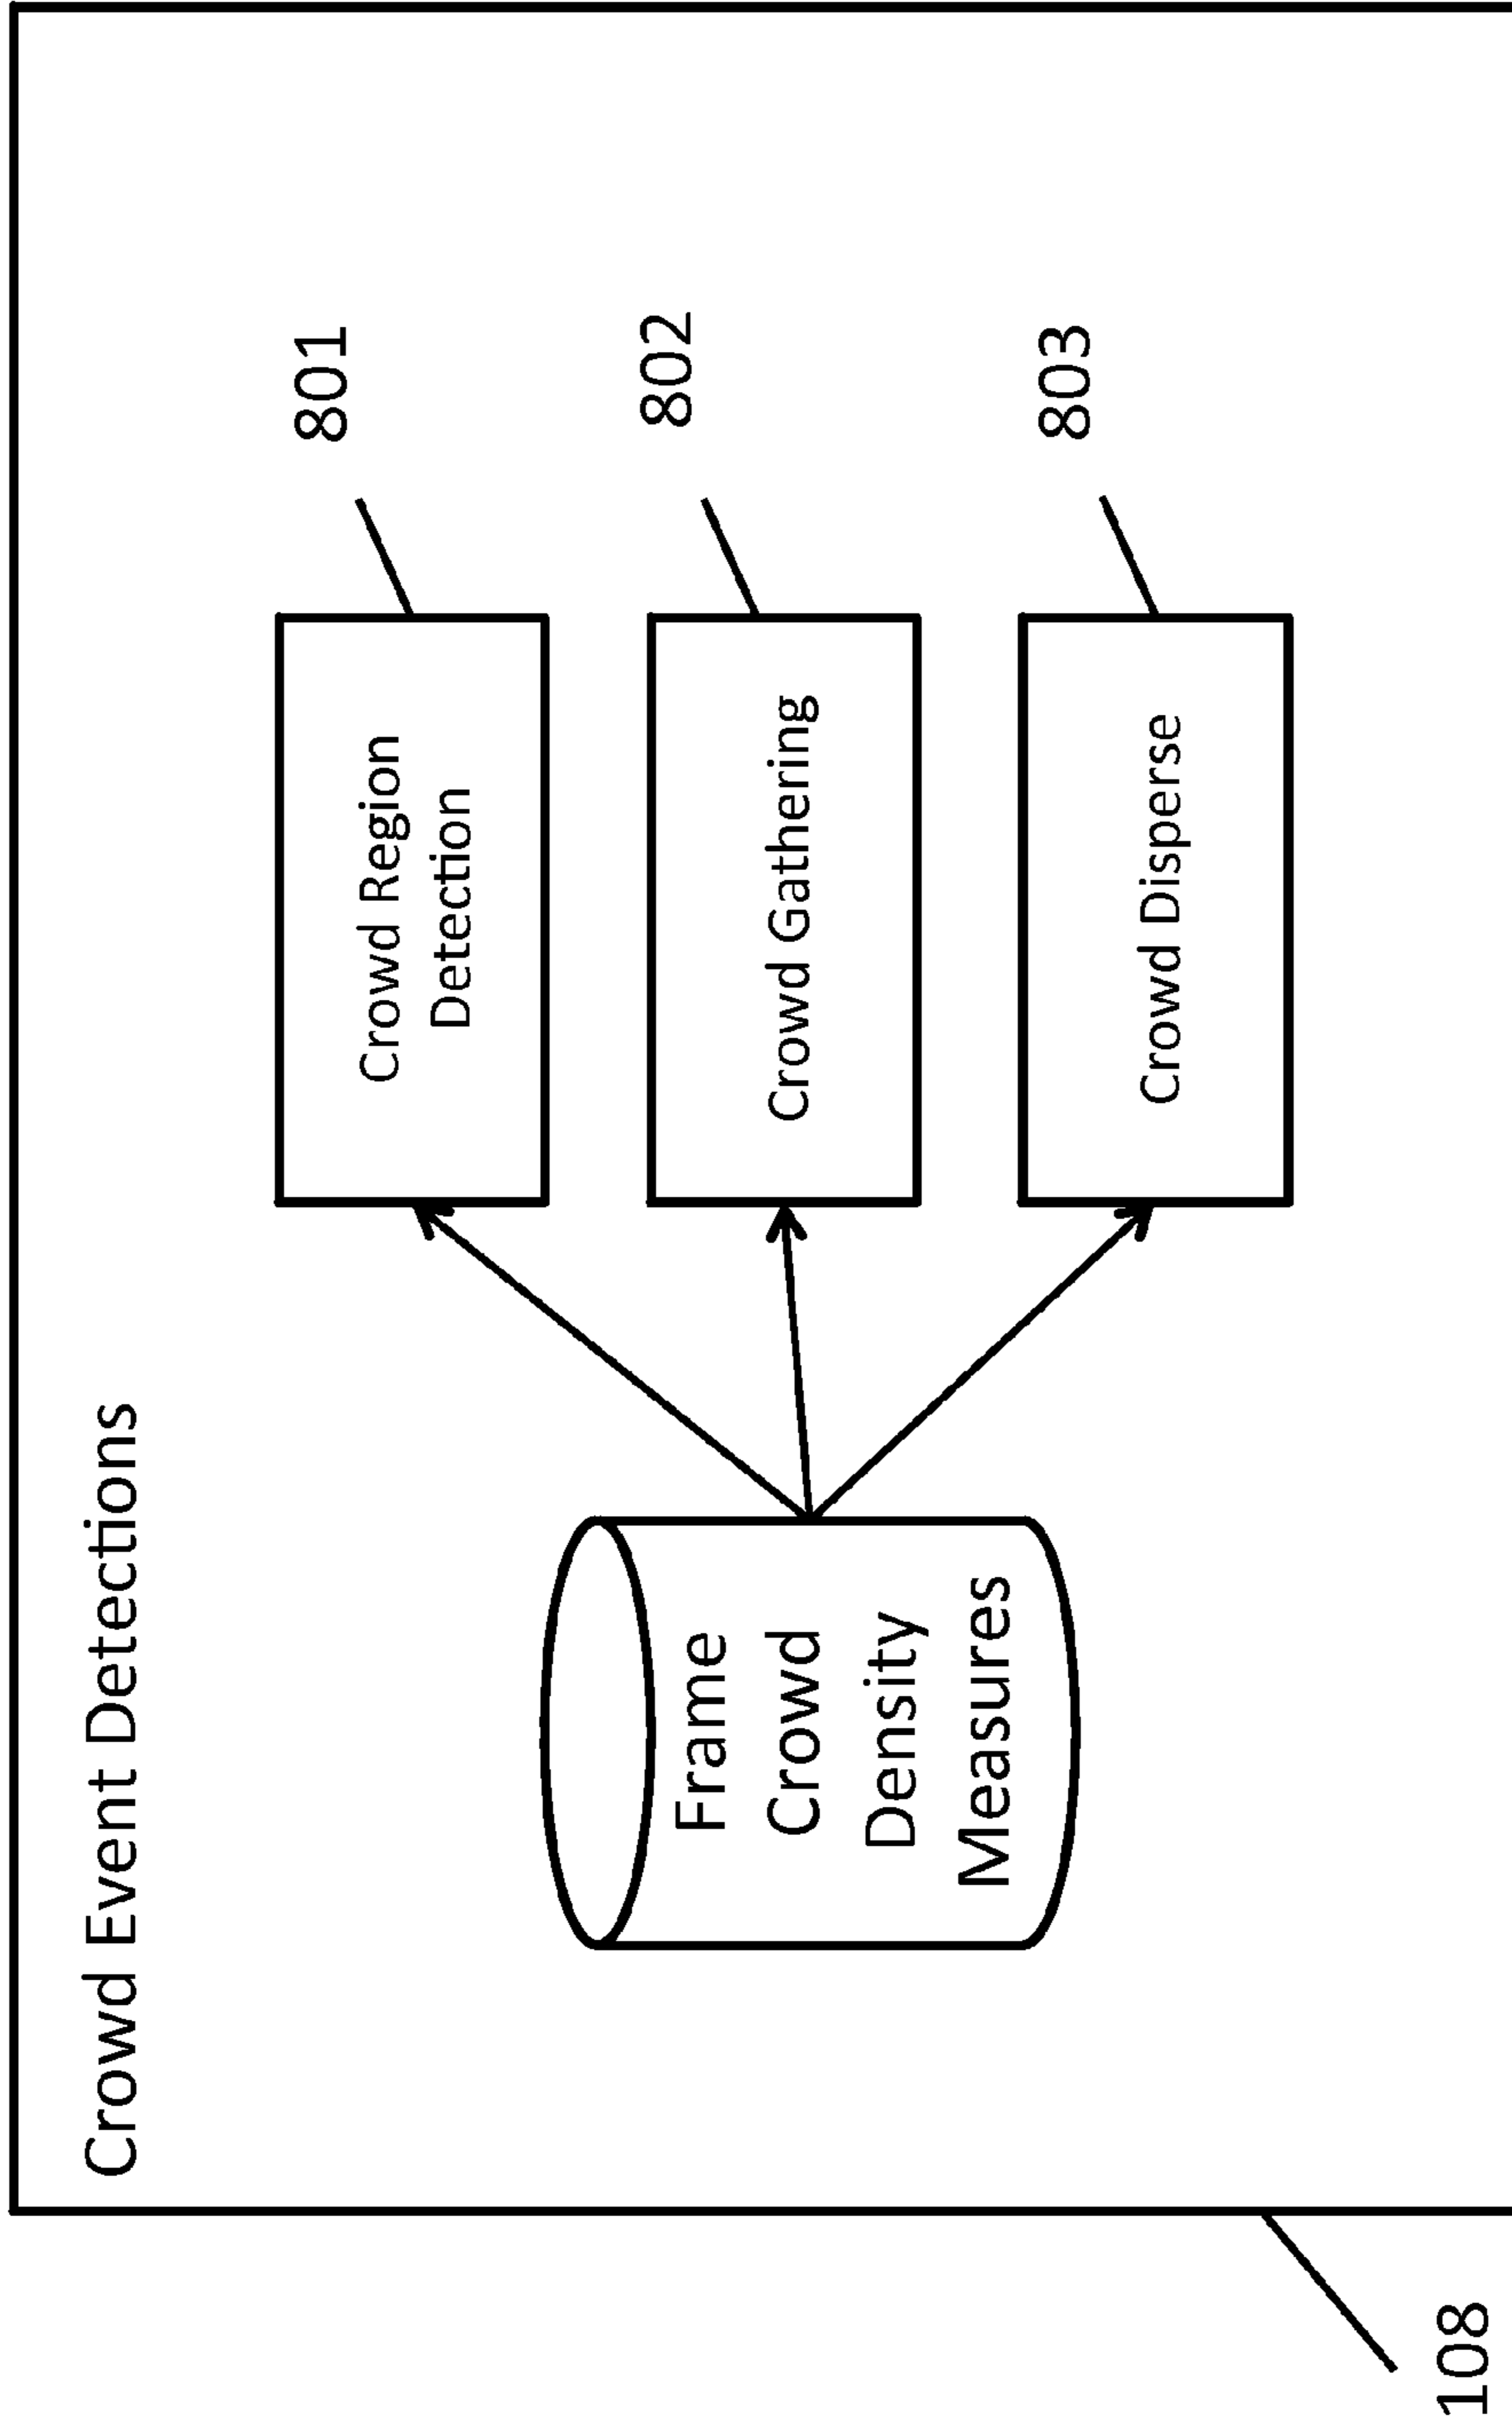 Crowd Event Detections
Frame
Crowd
Density
Measures
Crowd Region
Detection
801
Crowd Gathering
802
Crowd Disperse
803
108